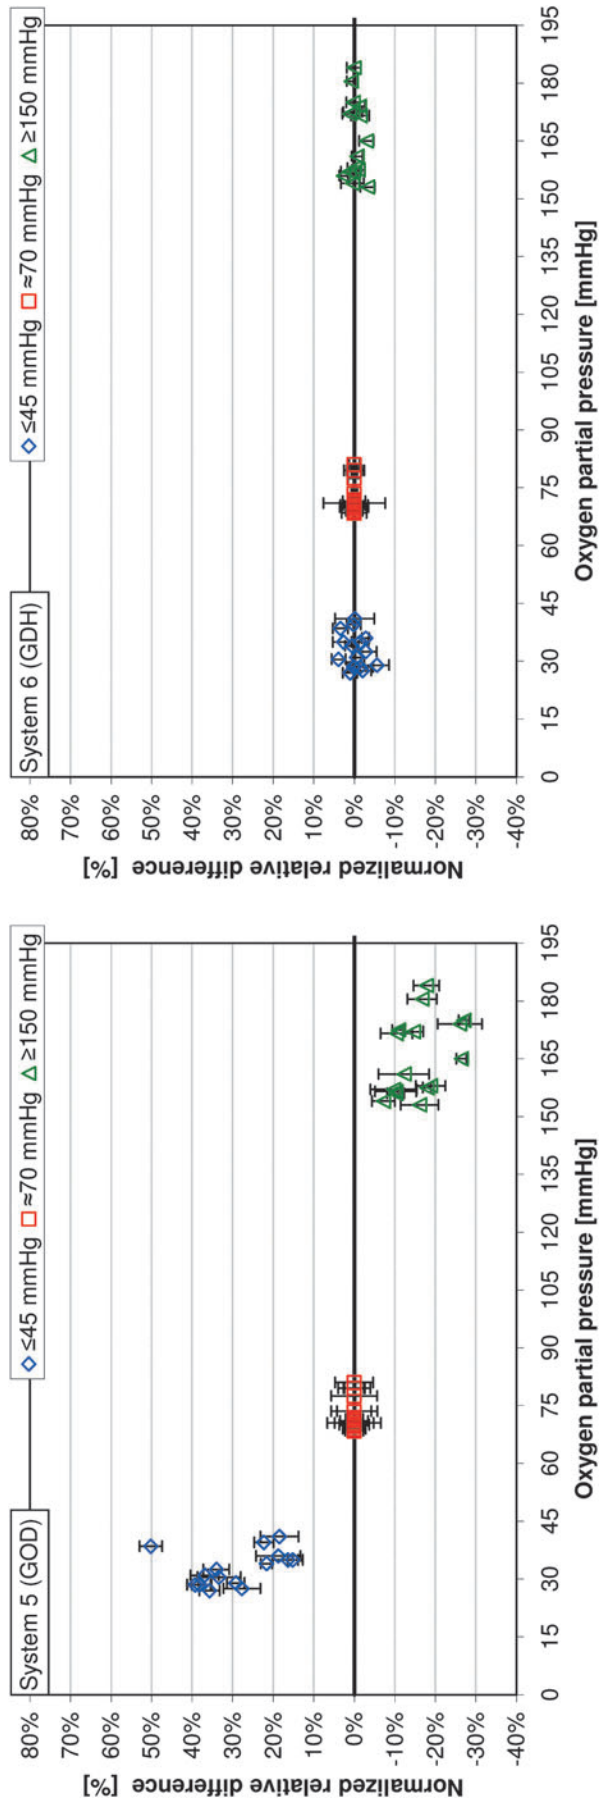 System 5 (GOD)
◇ ≤45 mmHg □ ≈70 mmHg △ ≥150 mmHg
80%
70%
60%
50%
40%
30%
20%
10%
0%
-10%
-20%
-30%
-40%
Normalized relative difference [%]
0 15 30 45 60 75 90 105 120 135 150 165 180 195
Oxygen partial pressure [mmHg]
System 6 (GDH)
◇ ≤45 mmHg □ ≈70 mmHg △ ≥150 mmHg
80%
70%
60%
50%
40%
30%
20%
10%
0%
-10%
-20%
-30%
-40%
Normalized relative difference [%]
0 15 30 45 60 75 90 105 120 135 150 165 180 195
Oxygen partial pressure [mmHg]